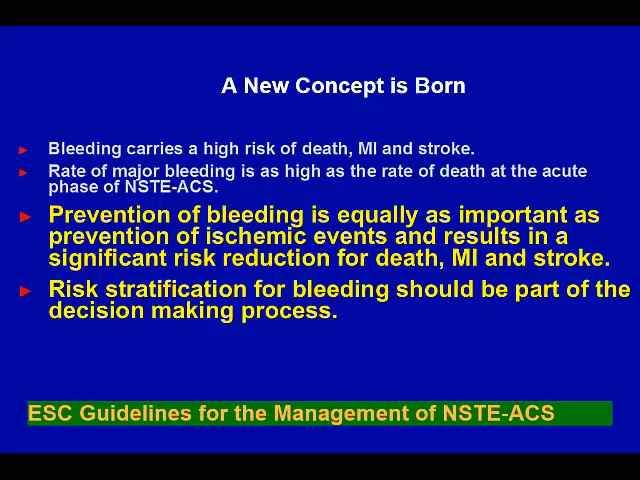 A New Concept is Born
Bleeding carries a high risk of death, MI and stroke.
Rate of major bleeding is as high as the rate of death at the acute
phase of NSTE-ACS.
Prevention of bleeding is equally as important as
prevention of ischemic events and results in a
significant risk reduction for death, MI and stroke.
Risk stratification for bleeding should be part of the
decision making process.
ESC Guidelines for the Management of NSTE-ACS